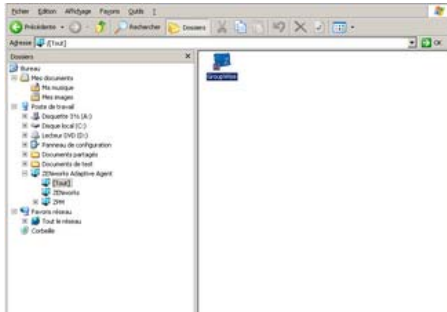 Fichier Edition Affichage Favoris Outils ?
Précédente Rechercher Dossiers
Adresse [Tout] OK
Dossiers
Bureau
Mes documents
Ma musique
Mes images
Poste de travail
Disquette 3½ (A:)
Disque local (C:)
Lecteur DVD (D:)
Panneau de configuration
Documents partagés
Documents de test
ZENworks Adaptive Agent
[Tout]
ZENworks
ZPM
Favoris réseau
Tout le réseau
Corbeille
GroupWise